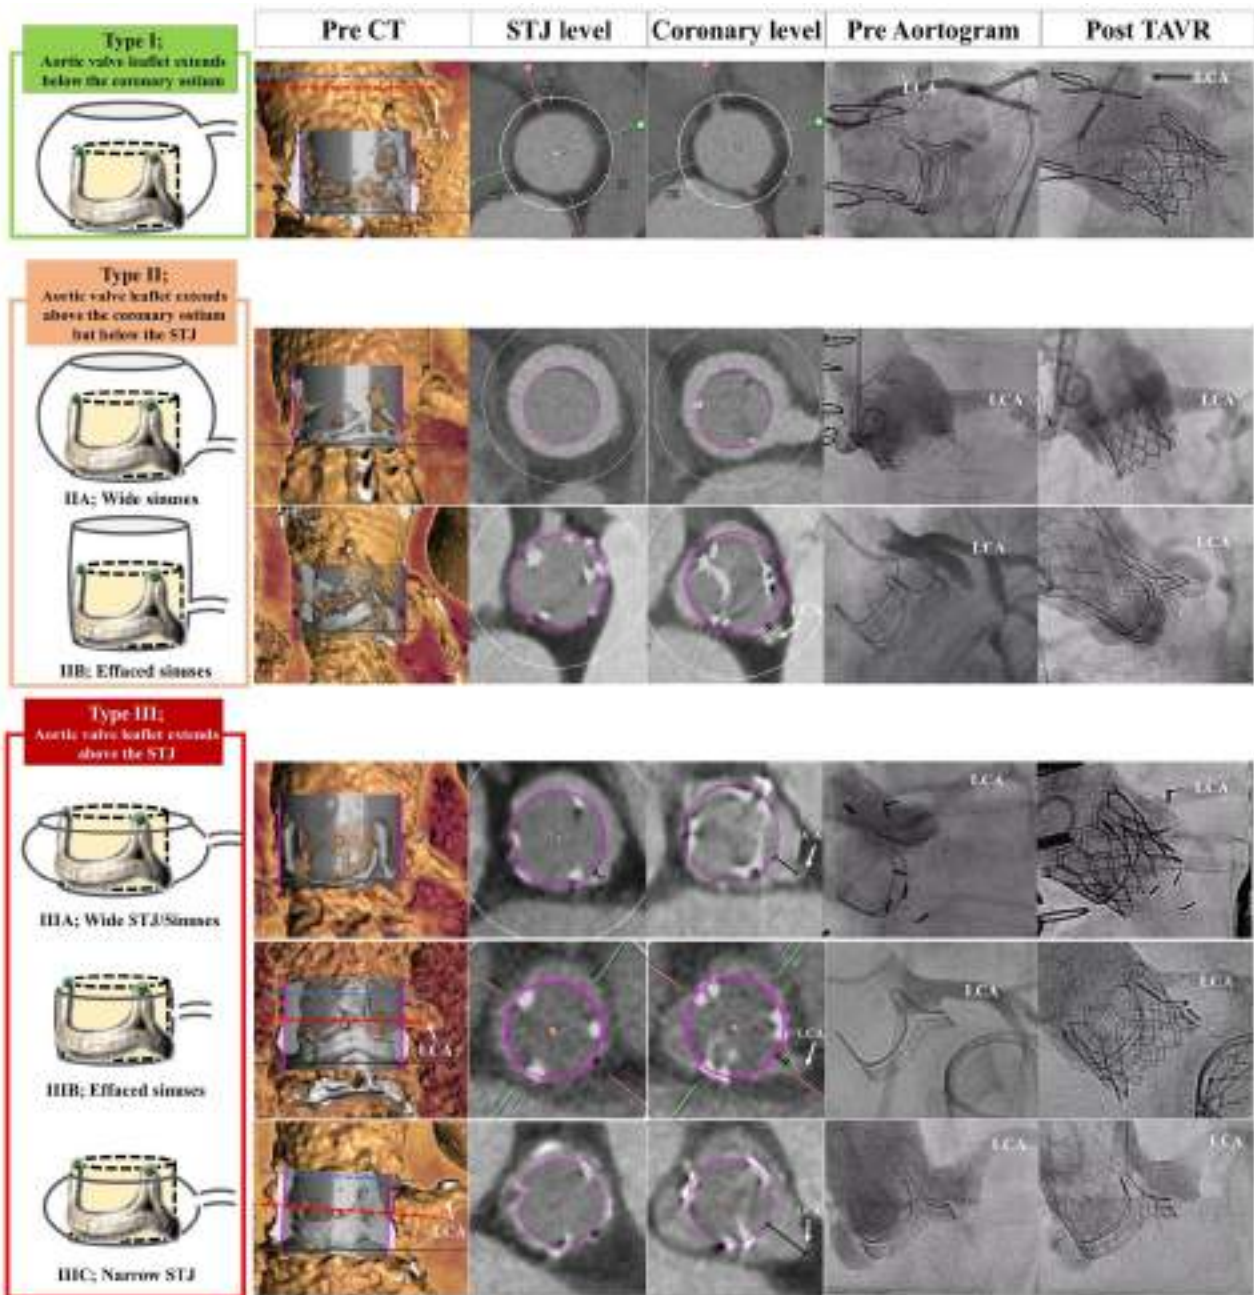 Pre CT STJ level Coronary level Pre Aortogram Post TAVR
Type I;
Aortic valve leaflet extends
below the coronary ostium
LCA
LCA
LCA
Type II;
Aortic valve leaflet extends
above the coronary ostium
but below the STJ
LCA
LCA
IIA; Wide sinuses
LCA
LCA
IIB; Effaced sinuses
Type III;
Aortic valve leaflet extends
above the STJ
LCA
LCA
IIIA; Wide STJ/Sinuses
LCA
LCA
LCA
LCA
IIIB; Effaced sinuses
LCA
LCA
LCA
IIIC; Narrow STJ